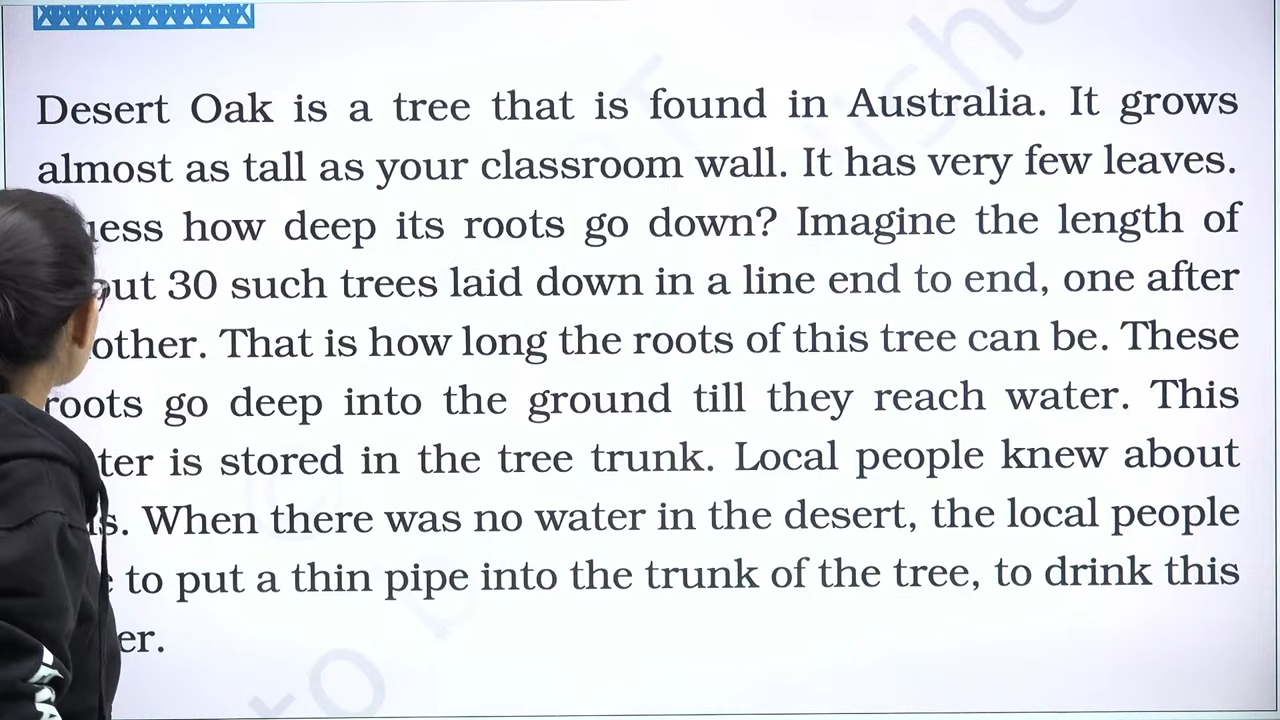 Desert Oak is a tree that is found in Australia. It grows
almost as tall as your classroom wall. It has very few leaves.
how deep its roots go down? Imagine the length of
30 such trees laid down in a line end to end, one after
That is how long the roots of this tree can be. These
roots go deep into the ground till they reach water. This
is stored in the tree trunk. Local people knew about
When there was no water in the desert, the local people
to put a thin pipe into the trunk of the tree, to drink this